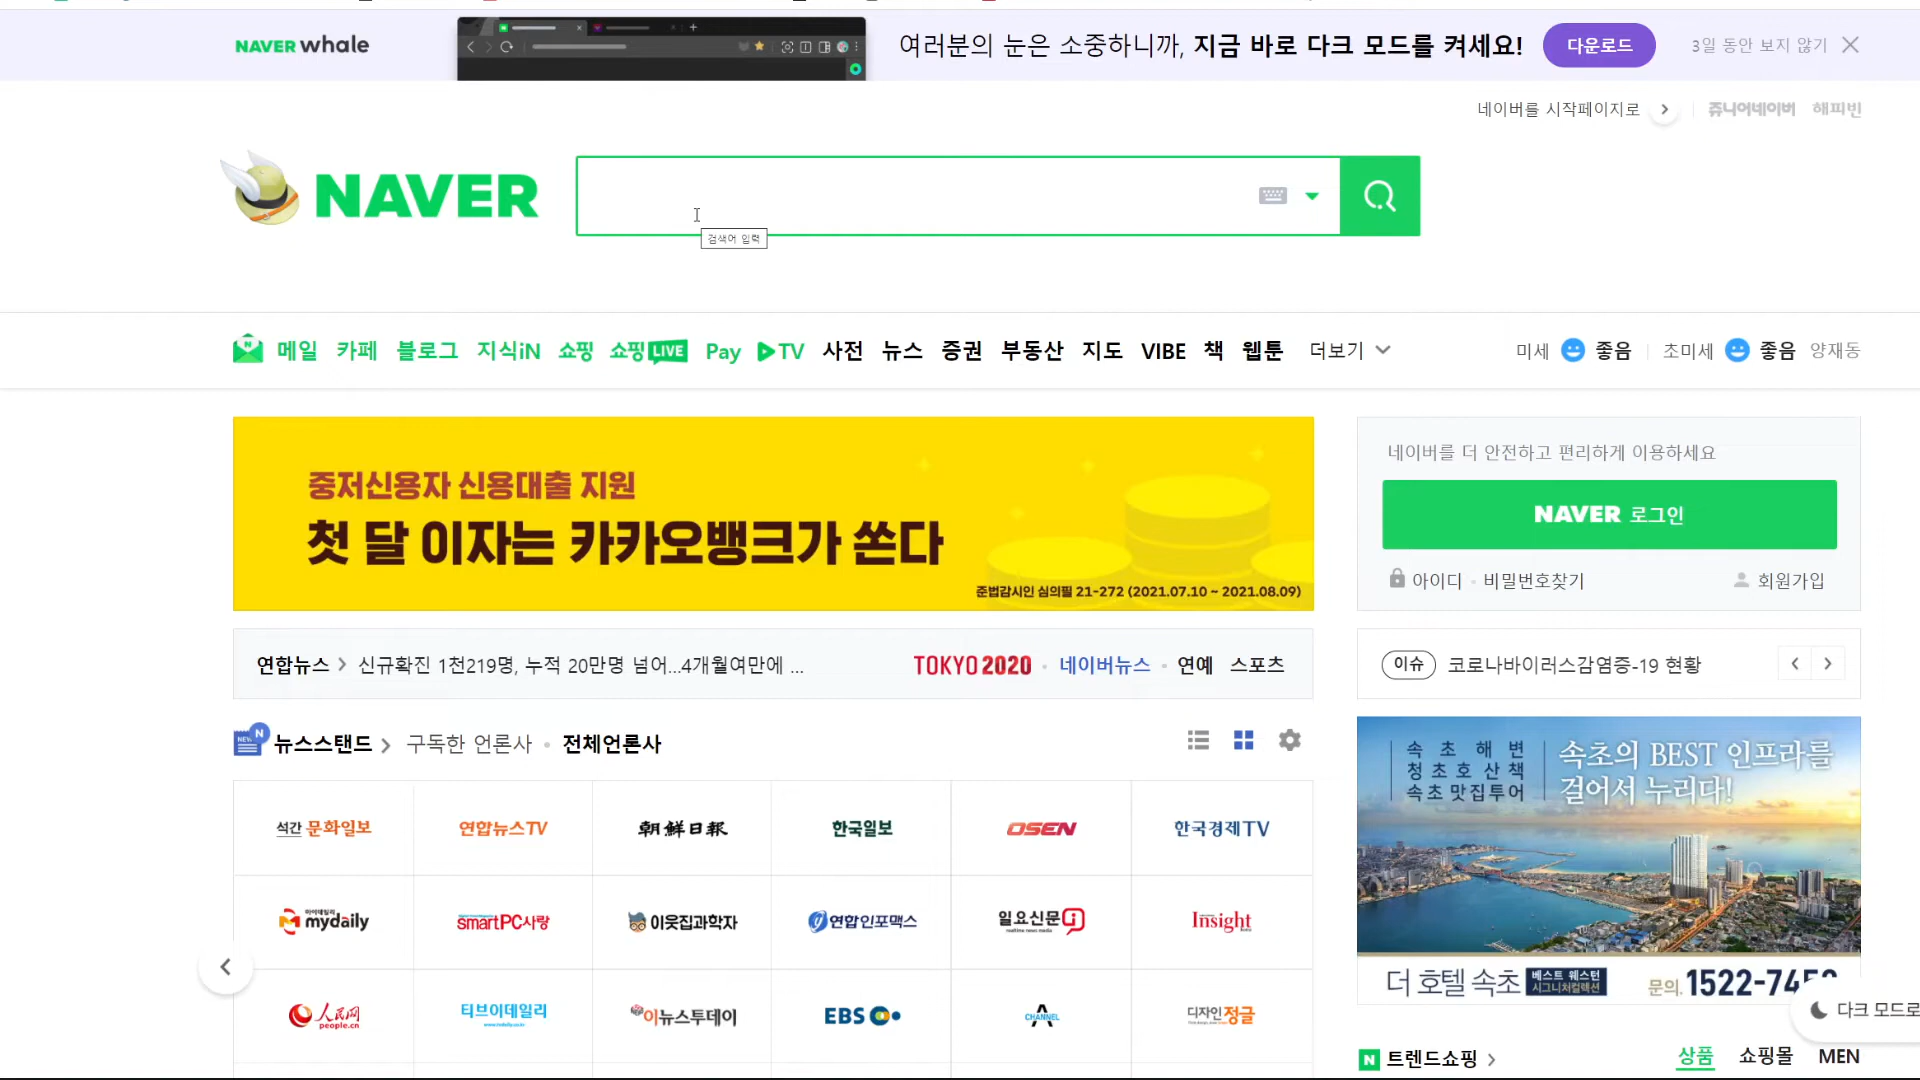 NAVER whale
여러분의 눈은 소중하니까, 지금 바로 다크 모드를 켜세요!
다운로드
3일 동안 보지 않기
네이버를 시작페이지로
쥬니어네이버 해피빈
NAVER
검색어 입력
메일 카페 블로그 지식iN 쇼핑 쇼핑LIVE Pay TV 사전 뉴스 증권 부동산 지도 VIBE 책 웹툰 더보기
미세 좋음 초미세 좋음 양재동
중저신용자 신용대출 지원
첫 달 이자는 카카오뱅크가 쏜다
준법감시인 심의필 21-272 (2021.07.10 ~ 2021.08.09)
네이버를 더 안전하고 편리하게 이용하세요
NAVER 로그인
아이디 · 비밀번호찾기
회원가입
연합뉴스 > 신규확진 1천219명, 누적 20만명 넘어...4개월여만에 ...
TOKYO 2020 · 네이버뉴스 · 연예 스포츠
이슈 코로나바이러스감염증-19 현황
NEWS N 뉴스스탠드 > 구독한 언론사 · 전체언론사
석간 문화일보 연합뉴스TV 朝鮮日報 한국일보 OSEN 한국경제TV
마이데일리
mydaily smartPC사랑 이웃집과학자 연합인포맥스 일요신문 Insight
人民网
people.cn 티브이데일리 이뉴스투데이 EBS CHANNEL A 디자인정글
속초해변
청초호산책
속초맛집투어
속초의 BEST 인프라를
걸어서 누리다!
더 호텔 속초 베스트 웨스턴 시그니처컬렉션
문의. 1522-745
다크 모드로
N 트렌드쇼핑 >
상품 쇼핑몰 MEN